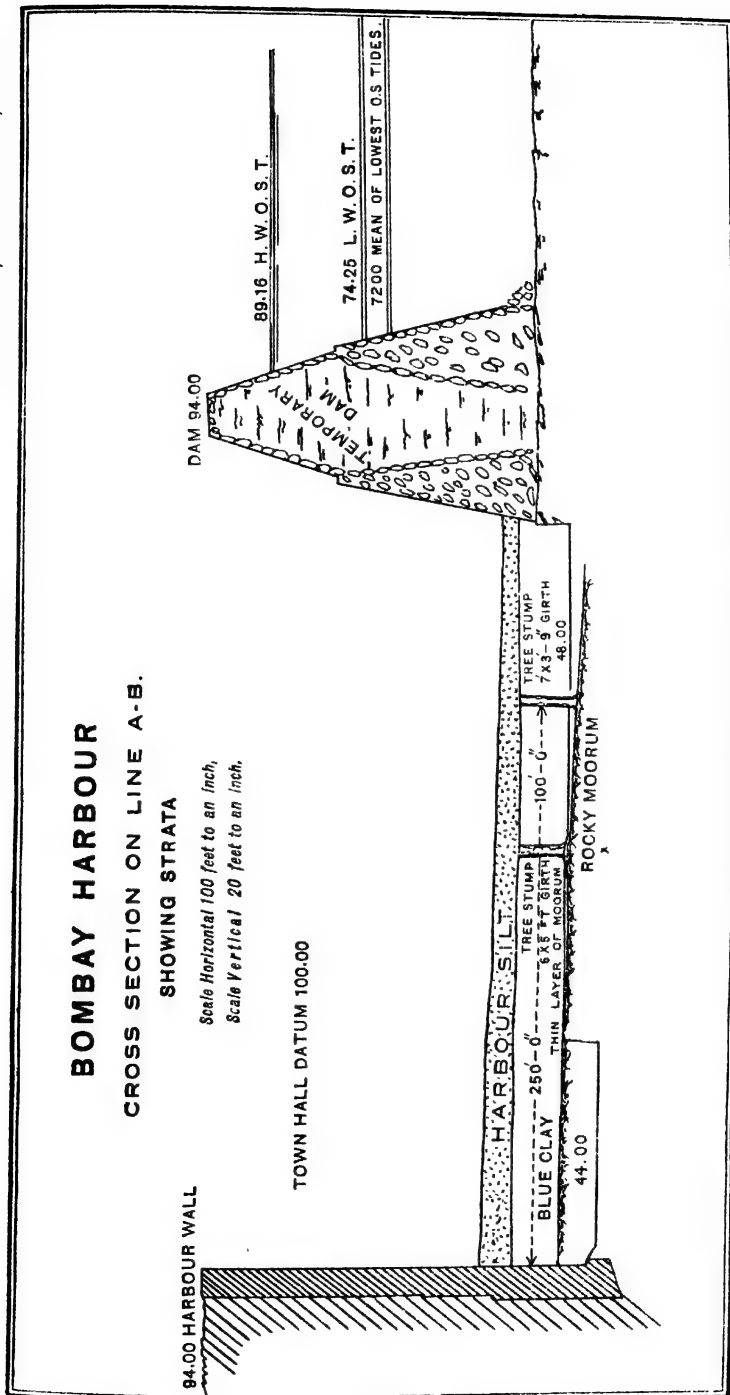 BOMBAY HARBOUR
CROSS SECTION ON LINE A-B.
SHOWING STRATA
Scale Horizontal 100 feet to an inch,
Scale Vertical 20 feet to an inch.
TOWN HALL DATUM 100.00
94.00 HARBOUR WALL
DAM 94.00
89.16 H.W.O.S.T.
74.25 L.W.O.S.T.
7200 MEAN OF LOWEST O.S TIDES.
TEMPORARY
DAM
HARBOUR SILT
TREE STUMP
6X5 FT GIRTH
THIN LAYER OF MOORUM
TREE STUMP
7'X3'-9" GIRTH
48.00
250'-0"
100'-0"
BLUE CLAY
44.00
ROCKY MOORUM